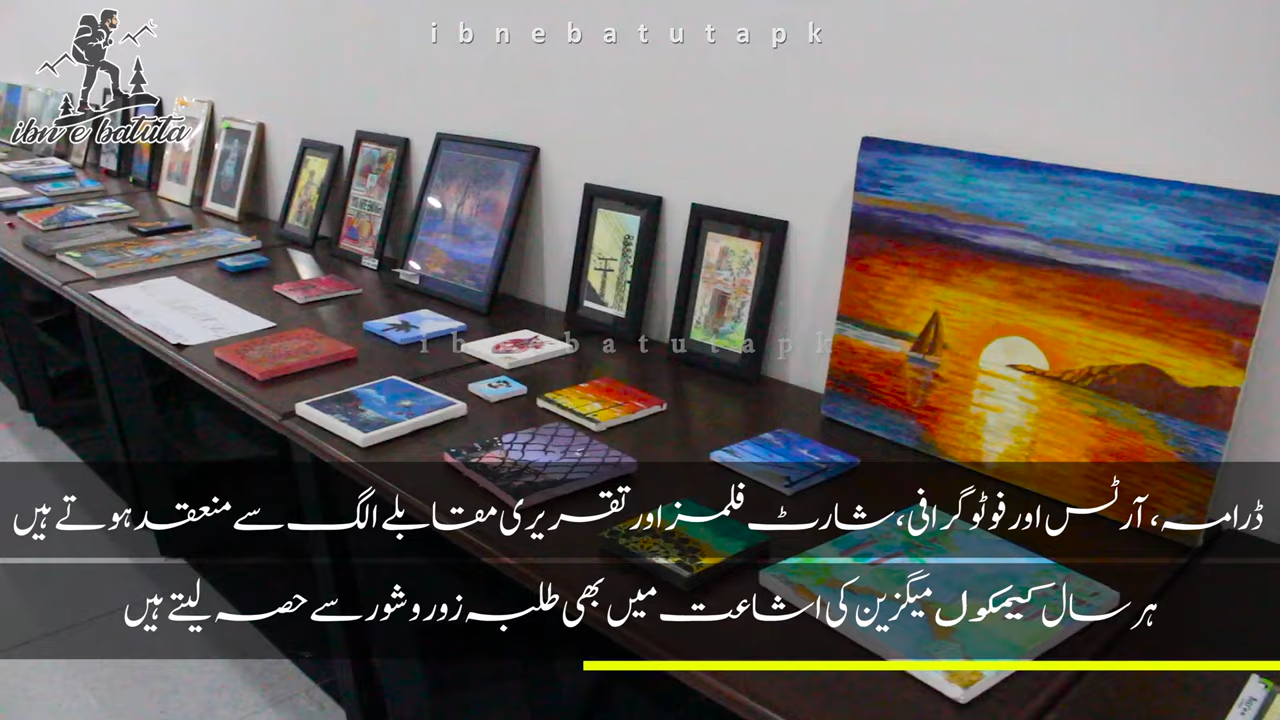 ibnebatutapk
ibn e batuta
ibnebatutapk
ڈرامہ، آرٹس اور فوٹوگرافی، شارٹ فلمز اور تقریری مقابلے الگ سے منعقد ہوتے ہیں
ہر سال کیمکول میگزین کی اشاعت میں بھی طلبہ زور و شور سے حصہ لیتے ہیں